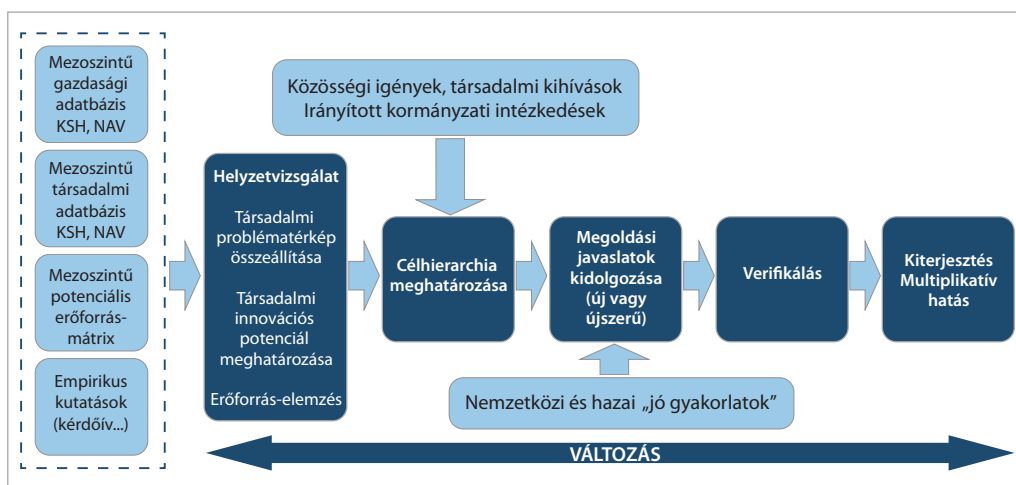 Mezoszintű
gazdasági
adatbázis
KSH, NAV
Mezoszintű
társadalmi
adatbázis
KSH, NAV
Mezoszintű
potenciális
erőforrás-
mátrix
Empirikus
kutatások
(kérdőív...)
Helyzetvizsgálat
Társadalmi
problématérkép
összeállítása
Társadalmi
innovációs
potenciál
meghatározása
Erőforrás-elemzés
Közösségi igények, társadalmi kihívások
Irányított kormányzati intézkedések
Célhierarchia
meghatározása
Megoldási
javaslatok
kidolgozása
(új vagy
újszerű)
Nemzetközi és hazai „jó gyakorlatok”
Verifikálás
Kiterjesztés
Multiplikatív
hatás
VÁLTOZÁS